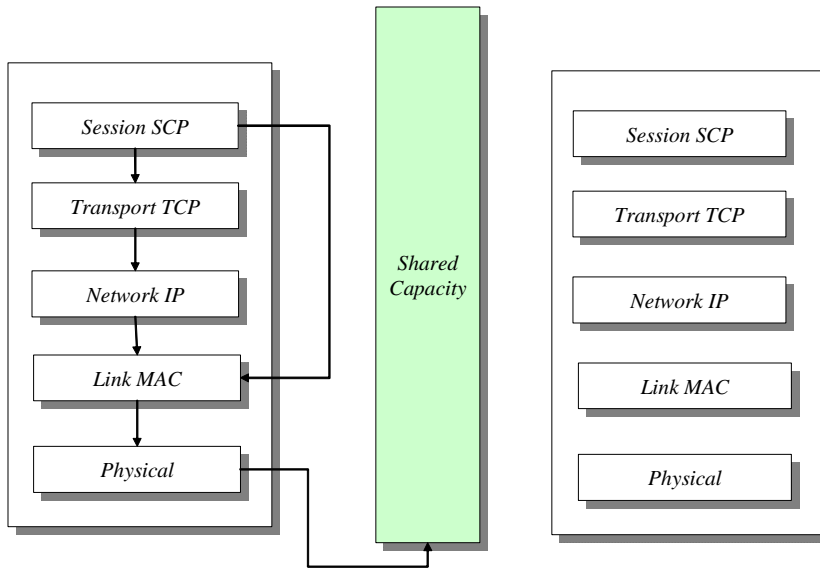 Session SCP
Transport TCP
Network IP
Link MAC
Physical
Shared
Capacity
Session SCP
Transport TCP
Network IP
Link MAC
Physical